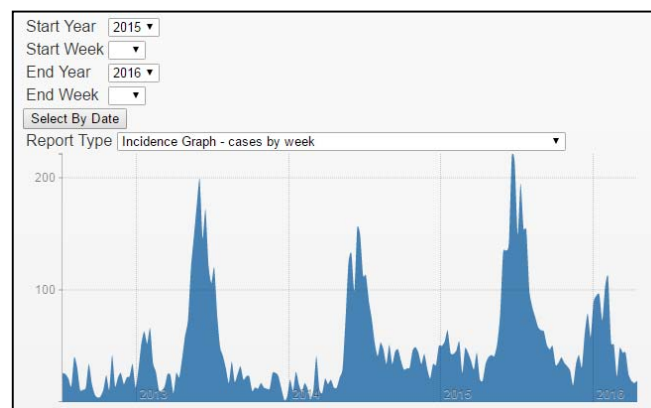 Start Year 2015
Start Week
End Year 2016
End Week
Select By Date
Report Type Incidence Graph - cases by week
200
100
2013 2014 2015 2016